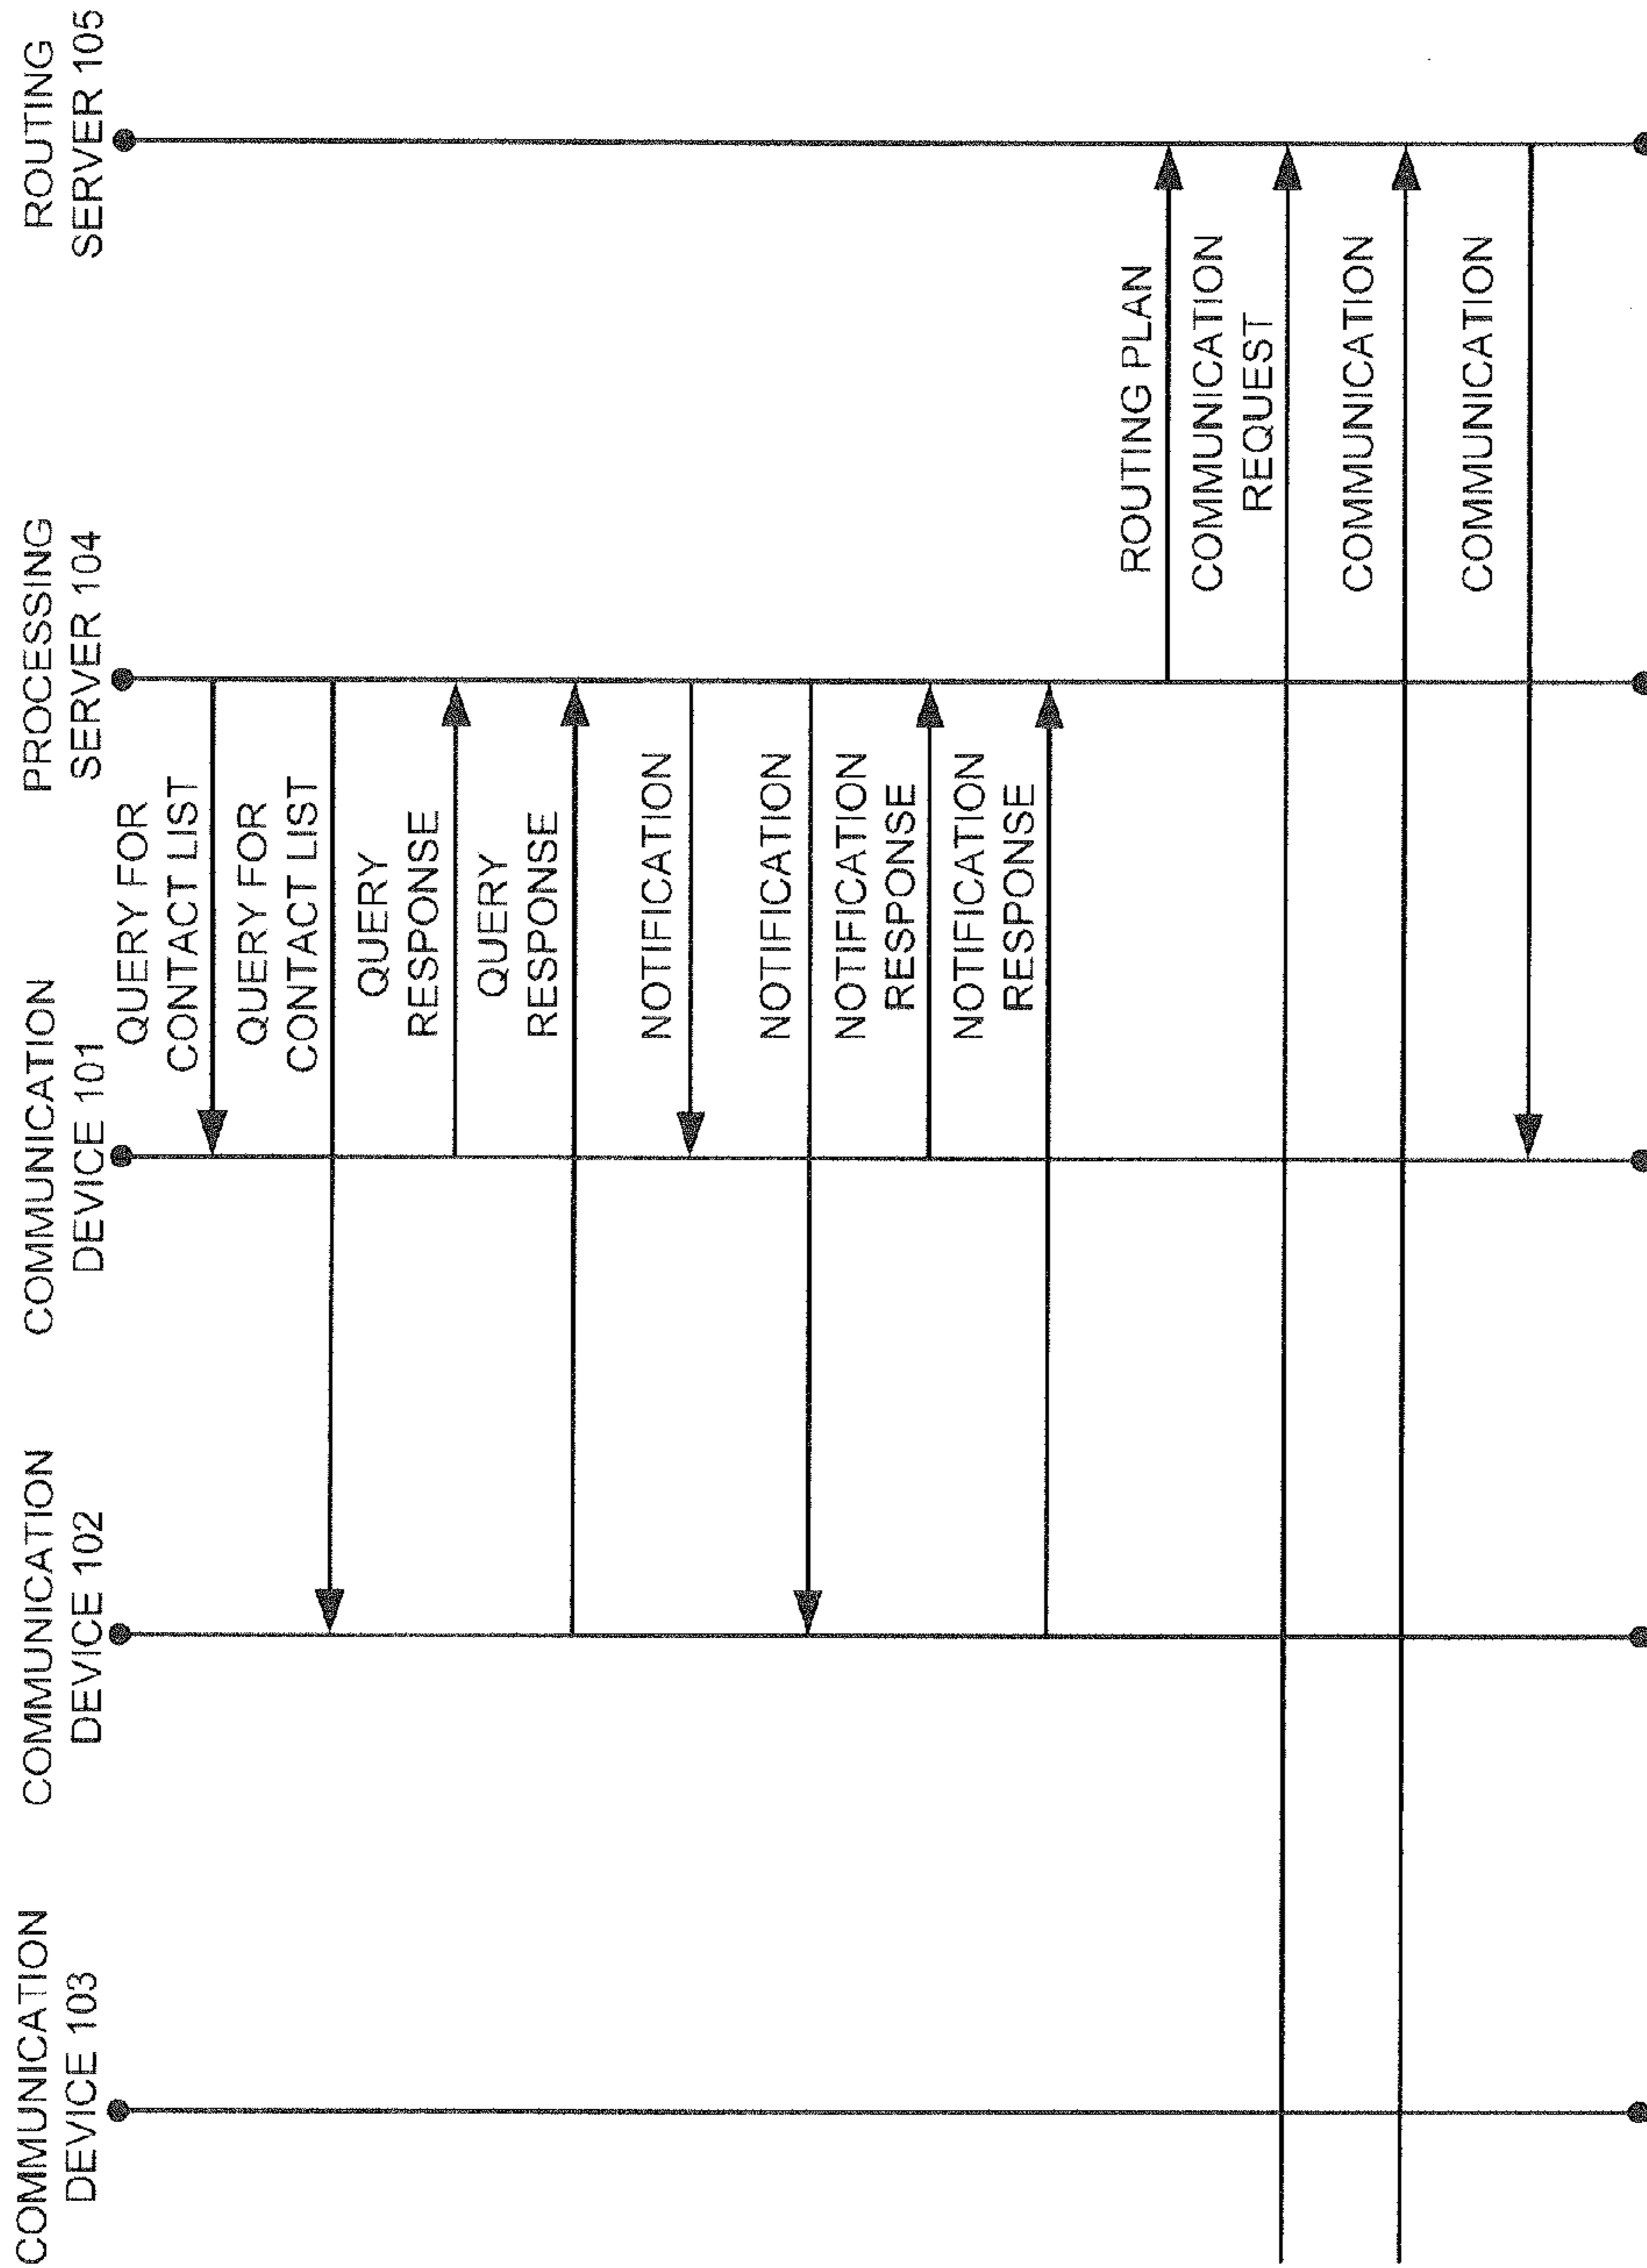 COMMUNICATION
DEVICE 103
COMMUNICATION
DEVICE 102
COMMUNICATION
DEVICE 101
PROCESSING
SERVER 104
ROUTING
SERVER 105
QUERY FOR
CONTACT LIST
QUERY FOR
CONTACT LIST
QUERY
RESPONSE
QUERY
RESPONSE
NOTIFICATION
NOTIFICATION
NOTIFICATION
RESPONSE
NOTIFICATION
RESPONSE
ROUTING PLAN
COMMUNICATION
REQUEST
COMMUNICATION
COMMUNICATION